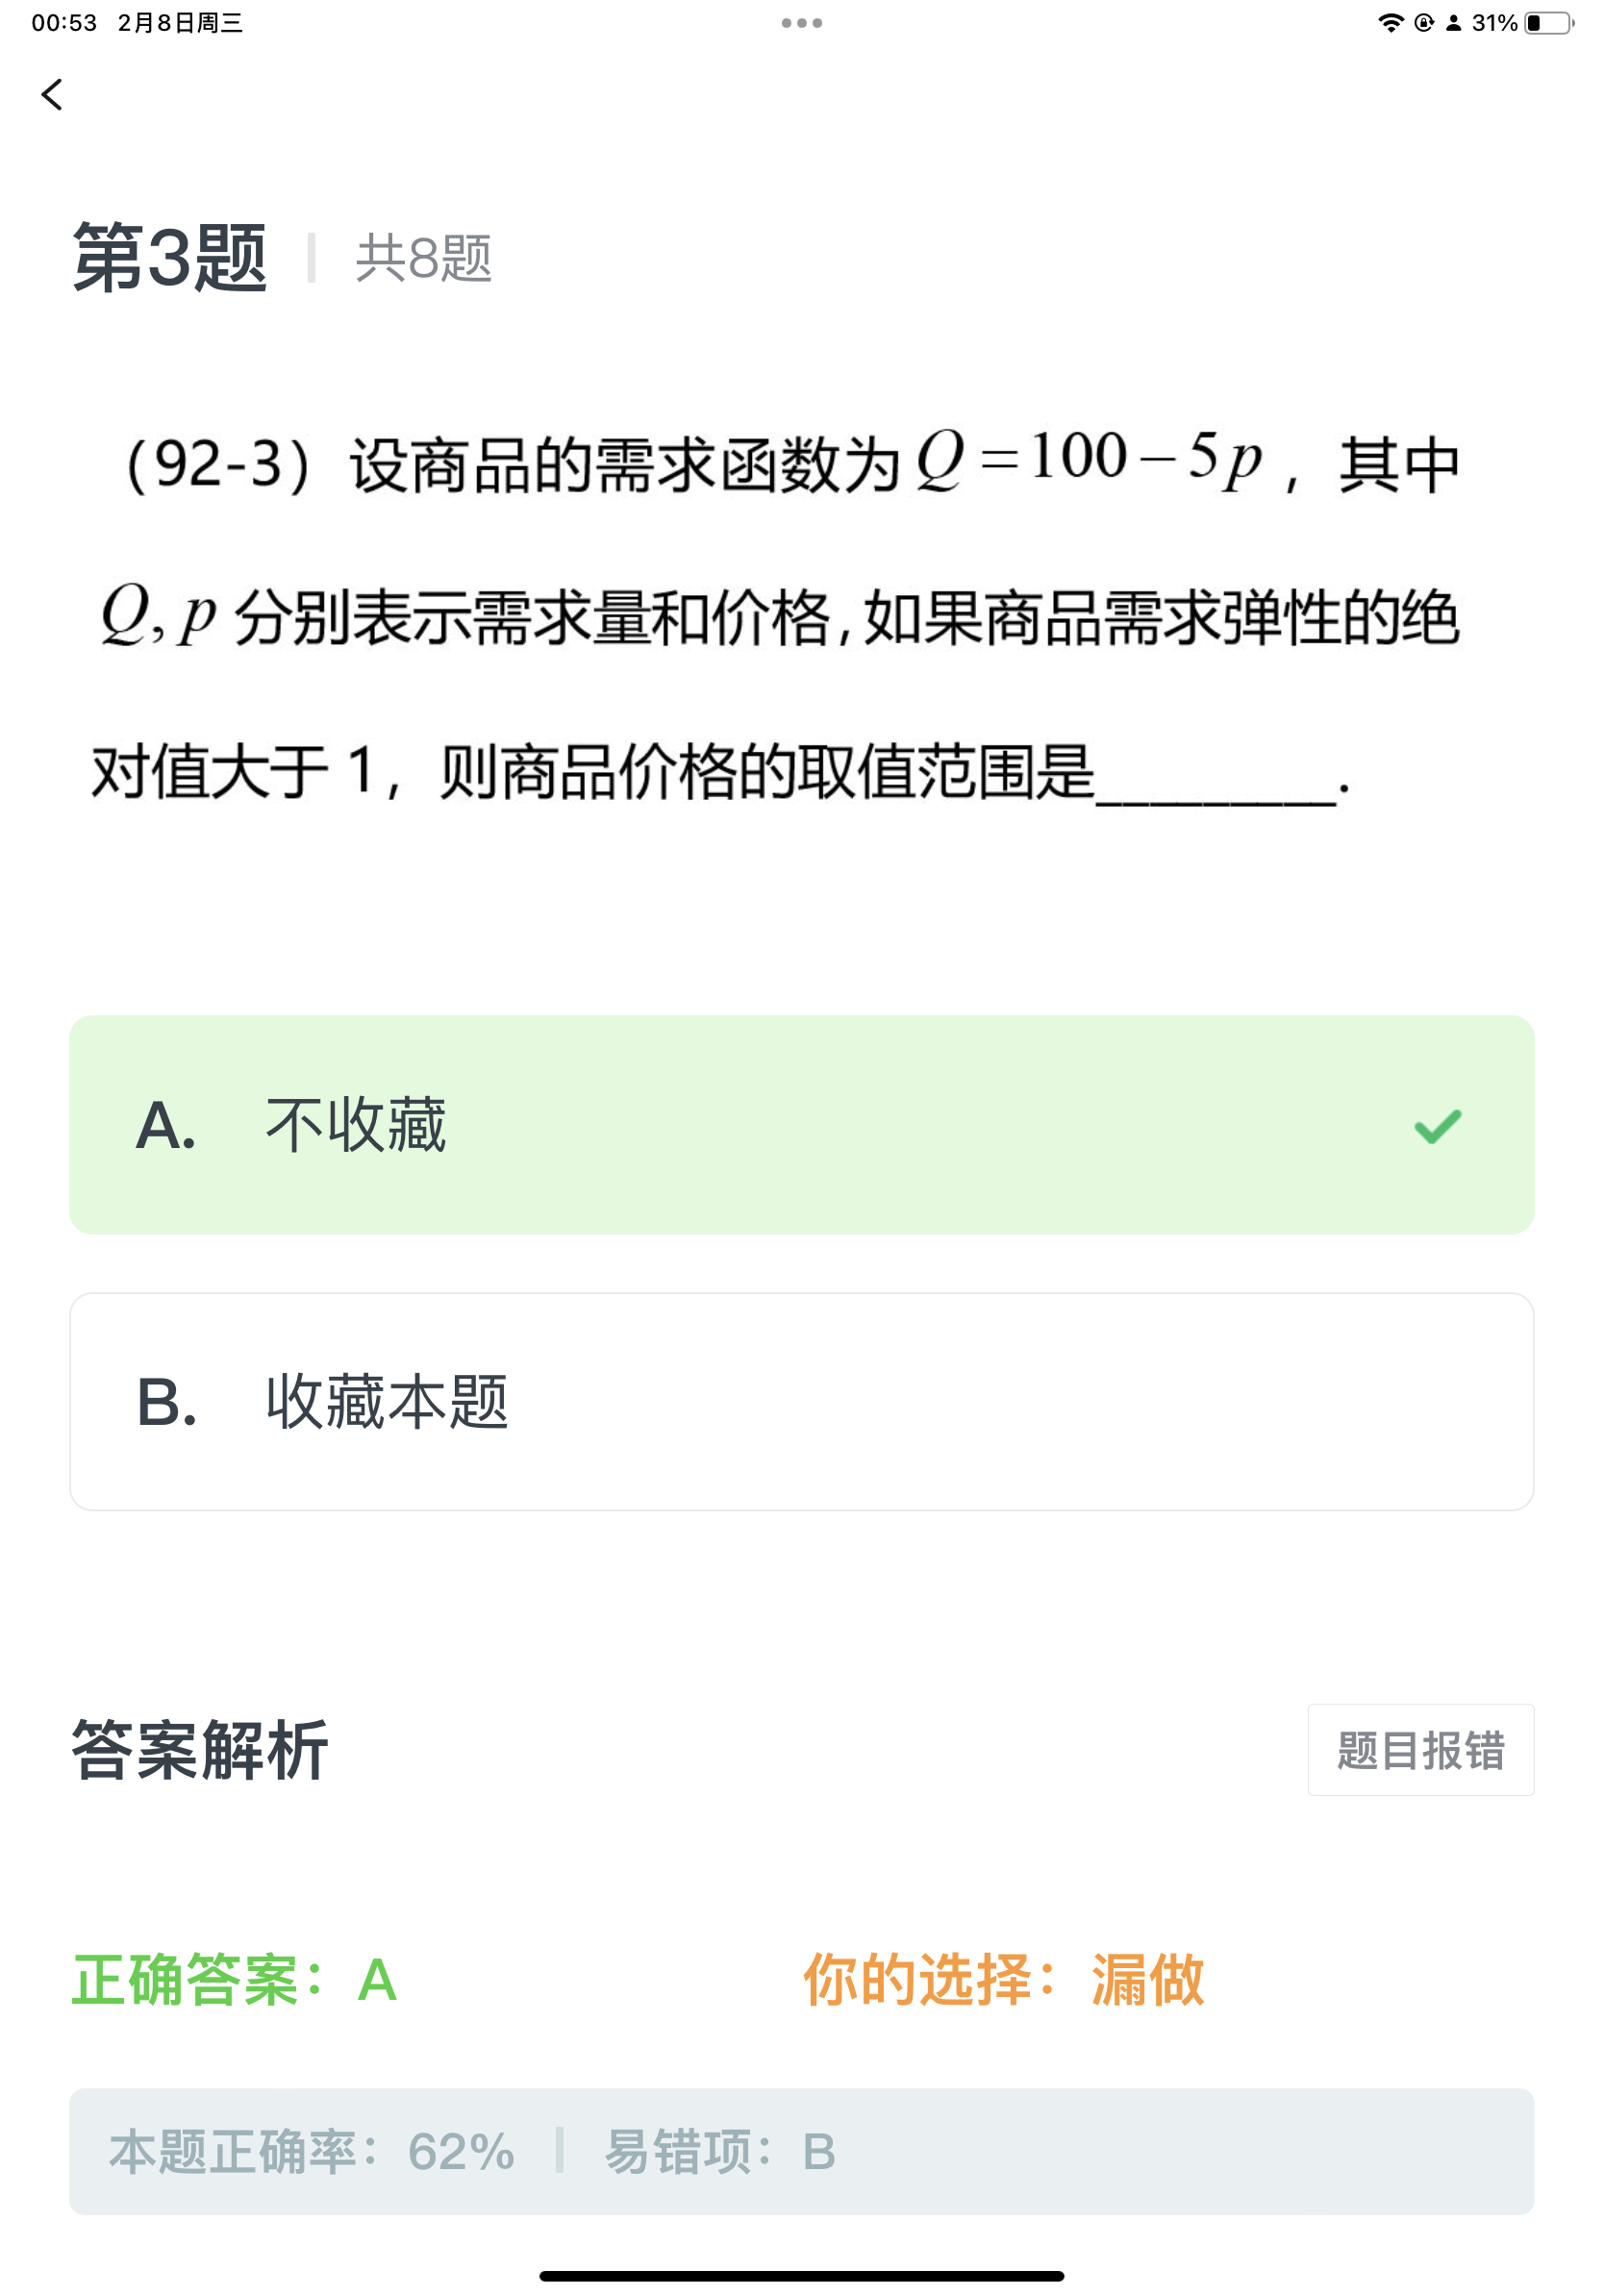 00:53 2月8日周三
31%
第3题 共8题
（92-3）设商品的需求函数为Q=100−5p，其中
Q,p分别表示需求量和价格,如果商品需求弹性的绝
对值大于 1，则商品价格的取值范围是_________.
A. 不收藏
B. 收藏本题
答案解析 题目报错
正确答案：A 你的选择：漏做
本题正确率：62% 易错项：B